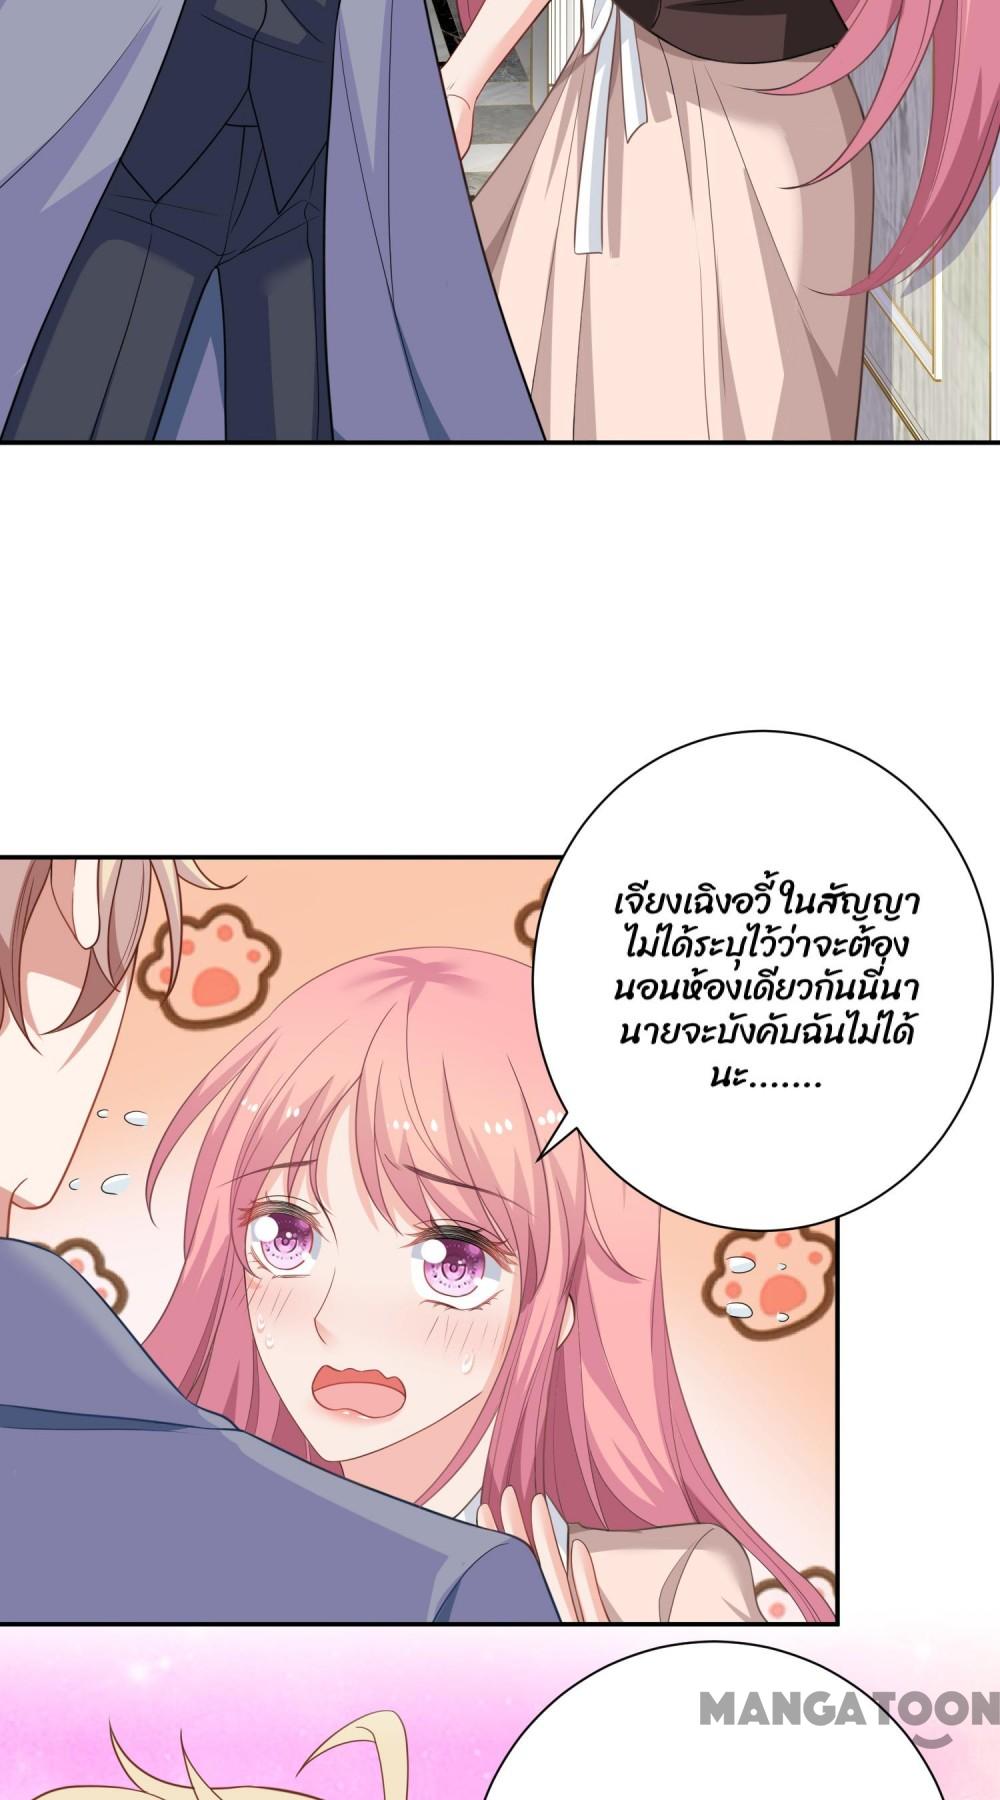 เจียงเฉิงอวี้ ในสัญญา
ไม่ได้ระบุไว้ว่าจะต้อง
นอนห้องเดียวกันนี่นา
นายจะบังคับฉันไม่ได้
นะ.......
MANGATOON